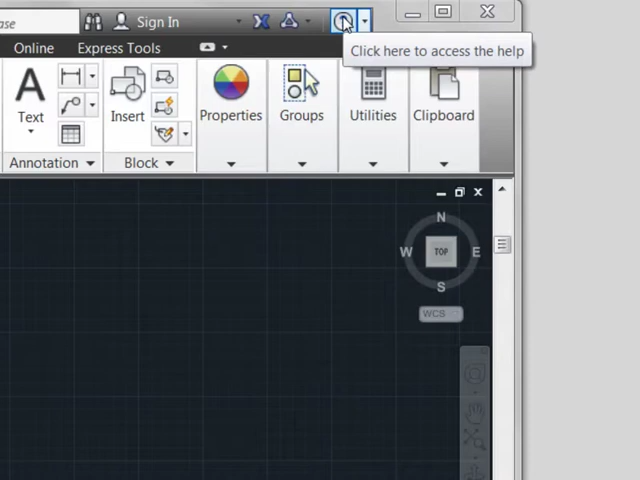 ase
Sign In
Click here to access the help
Online Express Tools
A
Text Insert Properties Groups Utilities Clipboard
Annotation Block
N
W TOP E
S
WCS